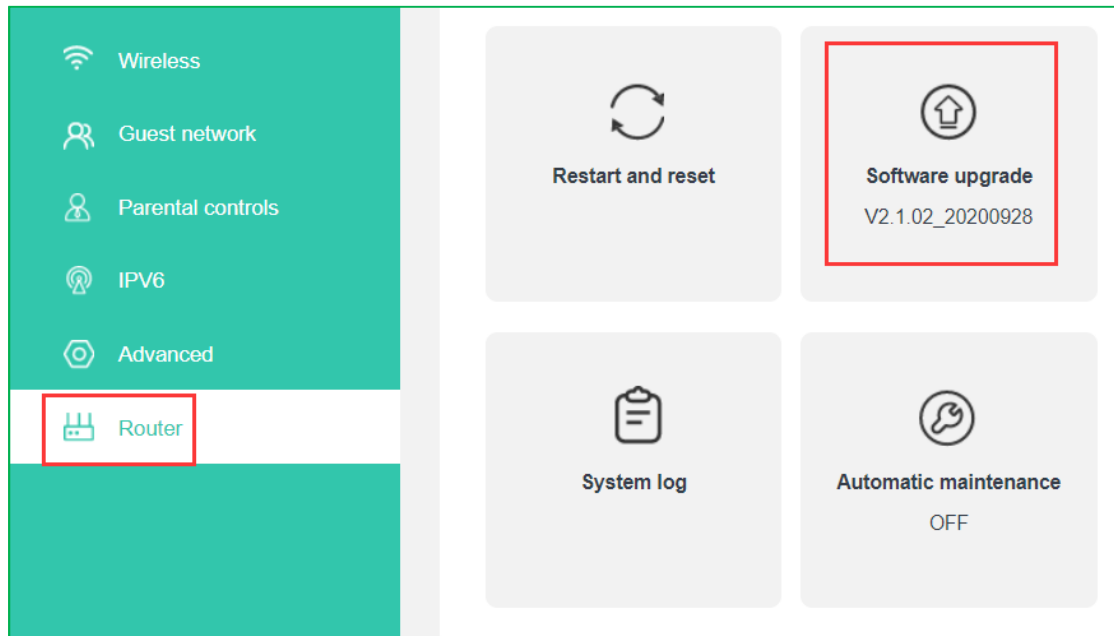 Wireless
Guest network
Parental controls
IPV6
Advanced
Router
Restart and reset
Software upgrade
V2.1.02_20200928
System log
Automatic maintenance
OFF